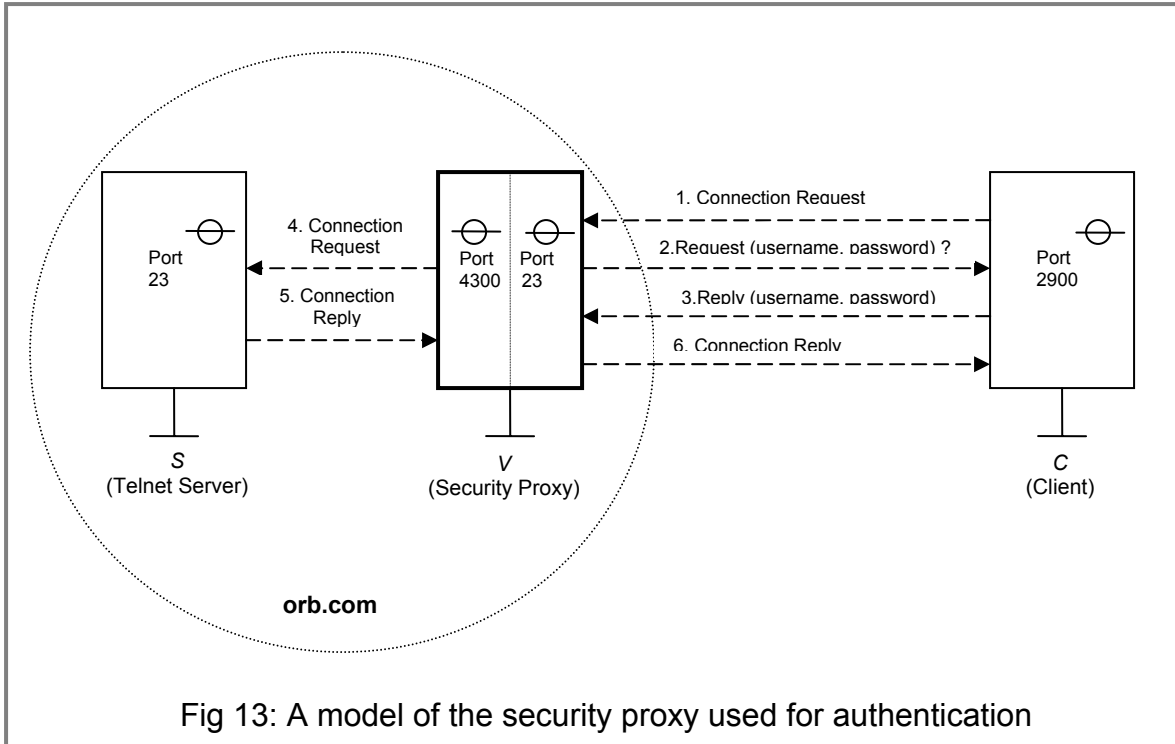 1. Connection Request
4. Connection
Request
2.Request (username, password) ?
Port
23
Port
4300
Port
23
Port
2900
5. Connection
Reply
3.Reply (username, password)
6. Connection Reply
S
(Telnet Server)
V
(Security Proxy)
C
(Client)
orb.com
Fig 13: A model of the security proxy used for authentication